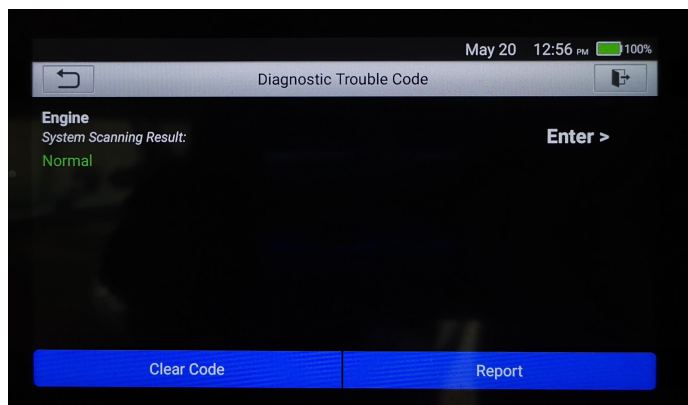 May 20 12:56 PM 100%
Diagnostic Trouble Code
Engine
System Scanning Result:
Enter >
Normal
Clear Code
Report